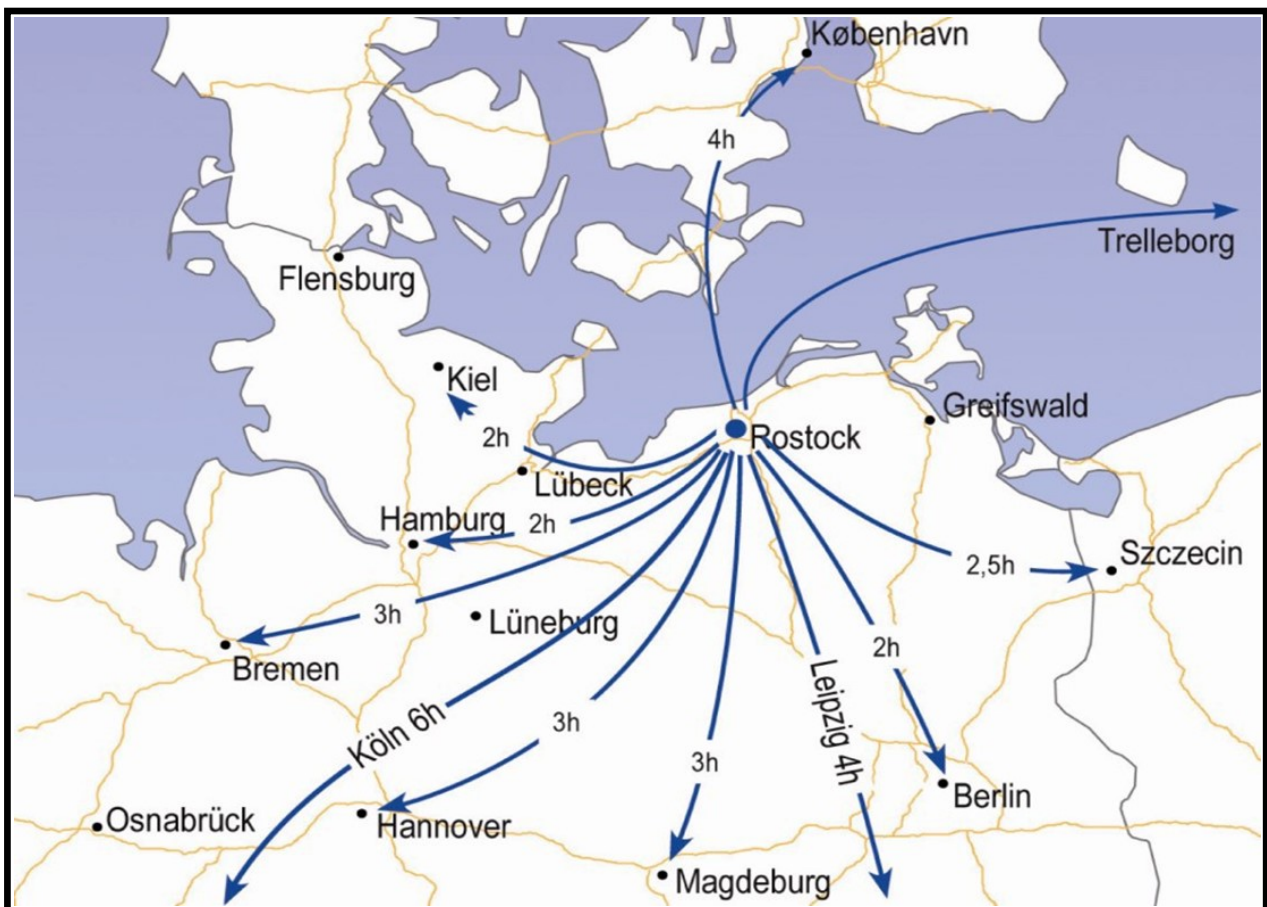 København
4h
Trelleborg
Flensburg
Kiel
Greifswald
2h
Rostock
Lübeck
Hamburg
2h
2,5h
Szczecin
3h
Lüneburg
2h
Bremen
Köln 6h
3h
3h
Leipzig 4h
Berlin
Osnabrück
Hannover
Magdeburg